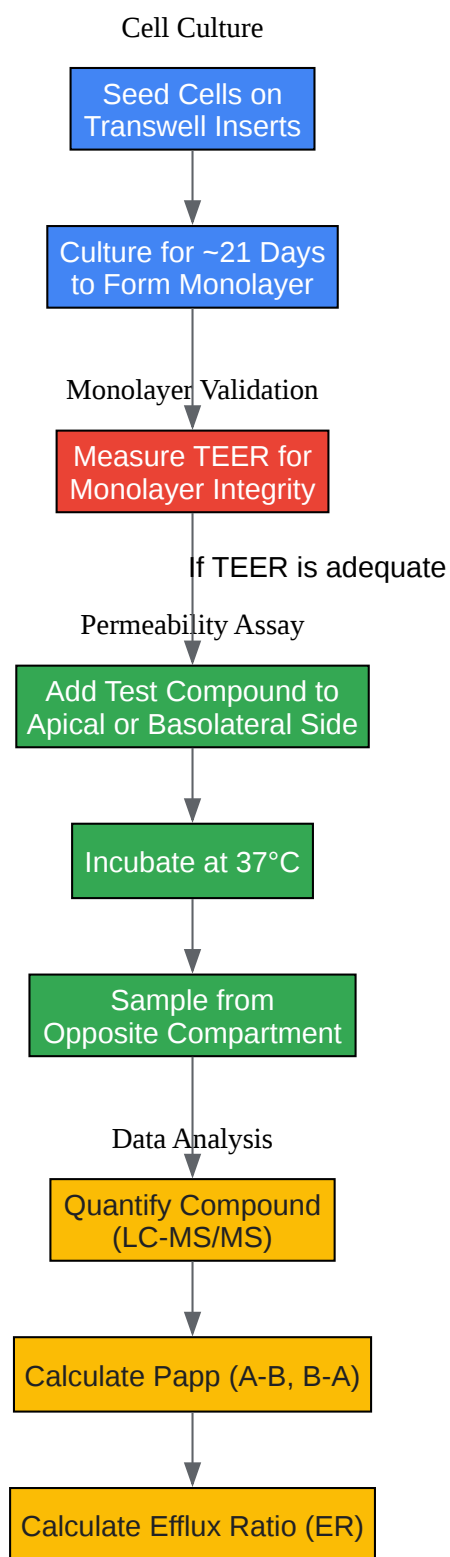 Cell Culture
Seed Cells on
Transwell Inserts
Culture for ~21 Days
to Form Monolayer
Monolayer Validation
Measure TEER for
Monolayer Integrity
If TEER is adequate
Permeability Assay
Add Test Compound to
Apical or Basolateral Side
Incubate at 37°C
Sample from
Opposite Compartment
Data Analysis
Quantify Compound
(LC-MS/MS)
Calculate Papp (A-B, B-A)
Calculate Efflux Ratio (ER)